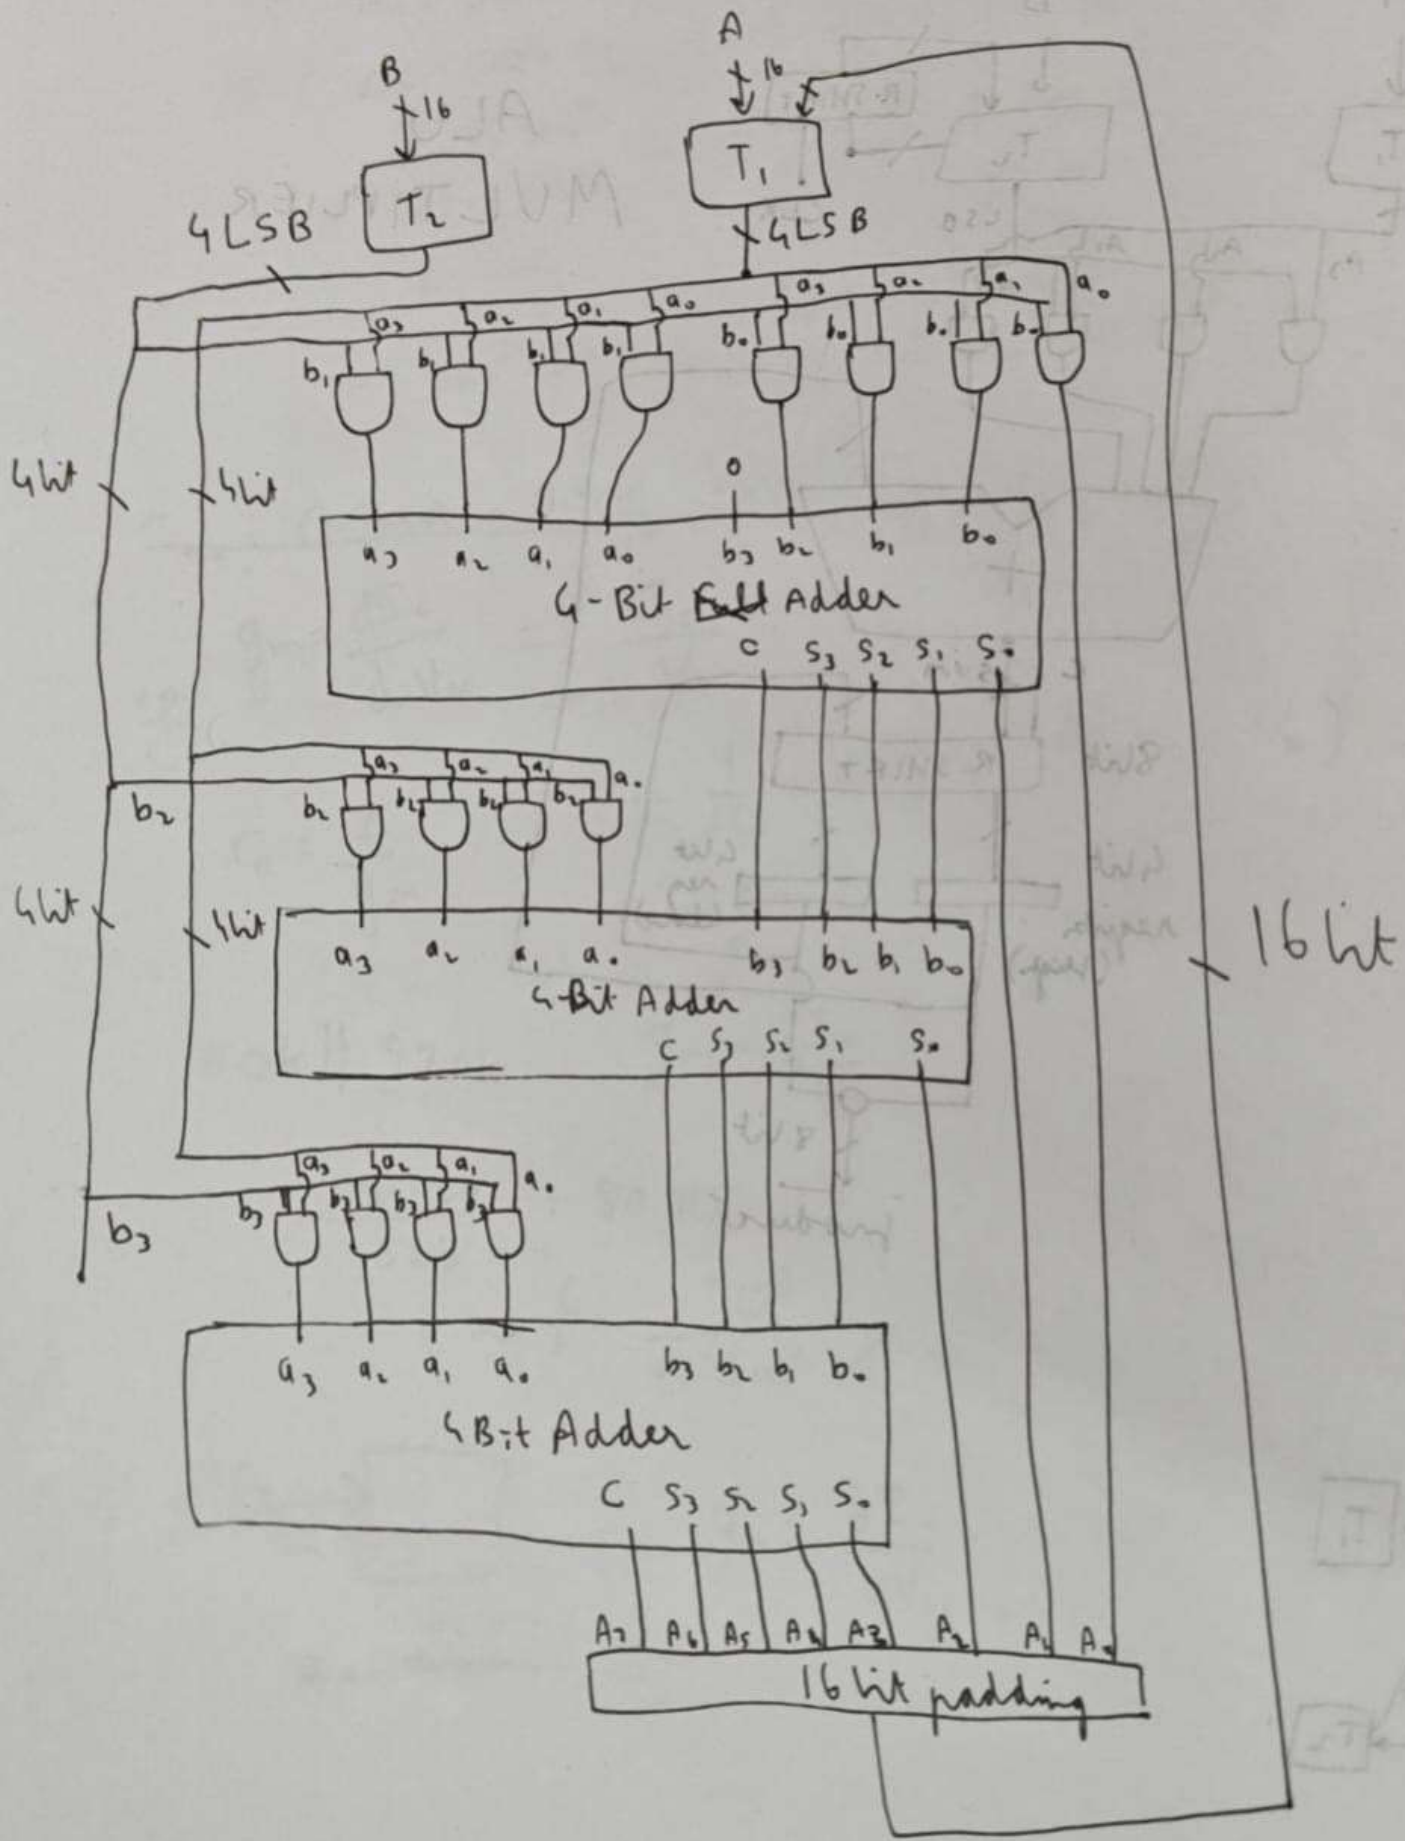 A
B
16
16
T₁
T₂
4LSB
4LSB
a₃ a₂ a₁ a₀ a₃ a₂ a₁ a₀
b₁ b₁ b₁ b₁ b₀ b₀ b₀ b₀
4bit
4bit
0
a₃ a₂ a₁ a₀ b₃ b₂ b₁ b₀
4-Bit Adder
C S₃ S₂ S₁ S₀
a₃ a₂ a₁ a₀
b₂ b₂ b₂ b₂ b₂
4bit
4bit
16 bit
a₃ a₂ a₁ a₀ b₃ b₂ b₁ b₀
4-Bit Adder
C S₃ S₂ S₁ S₀
a₃ a₂ a₁ a₀
b₃ b₃ b₃ b₃ b₃
a₃ a₂ a₁ a₀ b₃ b₂ b₁ b₀
4Bit Adder
C S₃ S₂ S₁ S₀
A₇ A₆ A₅ A₄ A₃ A₂ A₁ A₀
16 bit padding